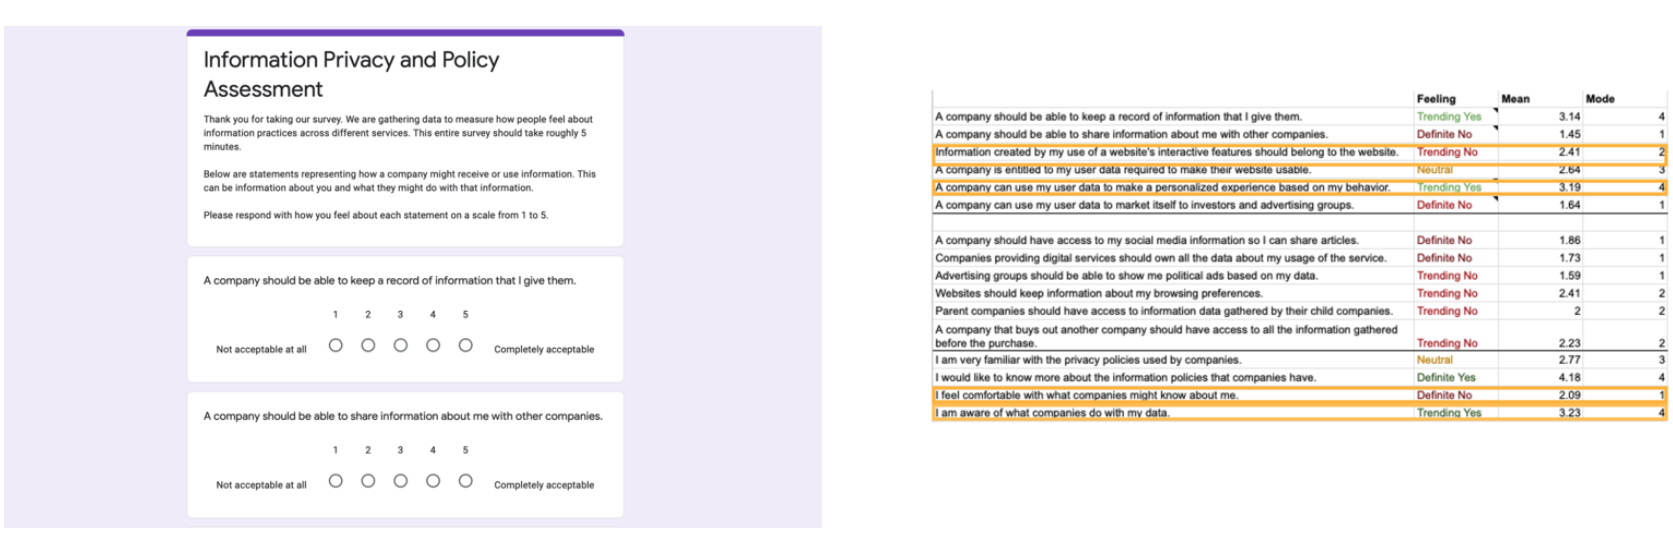 Information Privacy and Policy
Assessment
Thank you for taking our survey. We are gathering data to measure how people feel about
information practices across different services. This entire survey should take roughly 5
minutes.
Below are statements representing how a company might receive or use information. This
can be information about you and what they might do with that information.
Please respond with how you feel about each statement on a scale from 1 to 5.
A company should be able to keep a record of information that I give them.
1 2 3 4 5
Not acceptable at all Completely acceptable
A company should be able to share information about me with other companies.
1 2 3 4 5
Not acceptable at all Completely acceptable
Feeling Mean Mode
A company should be able to keep a record of information that I give them. Trending Yes 3.14 4
A company should be able to share information about me with other companies. Definite No 1.45 1
Information created by my use of a website's interactive features should belong to the website. Trending No 2.41 2
A company is entitled to my user data required to make their website usable. Neutral 2.64 3
A company can use my user data to make a personalized experience based on my behavior. Trending Yes 3.19 4
A company can use my user data to market itself to investors and advertising groups. Definite No 1.64 1
A company should have access to my social media information so I can share articles. Definite No 1.86 1
Companies providing digital services should own all the data about my usage of the service. Definite No 1.73 1
Advertising groups should be able to show me political ads based on my data. Trending No 1.59 1
Websites should keep information about my browsing preferences. Trending No 2.41 2
Parent companies should have access to information data gathered by their child companies. Trending No 2 2
A company that buys out another company should have access to all the information gathered
before the purchase. Trending No 2.23 2
I am very familiar with the privacy policies used by companies. Neutral 2.77 3
I would like to know more about the information policies that companies have. Definite Yes 4.18 4
I feel comfortable with what companies might know about me. Definite No 2.09 1
I am aware of what companies do with my data. Trending Yes 3.23 4